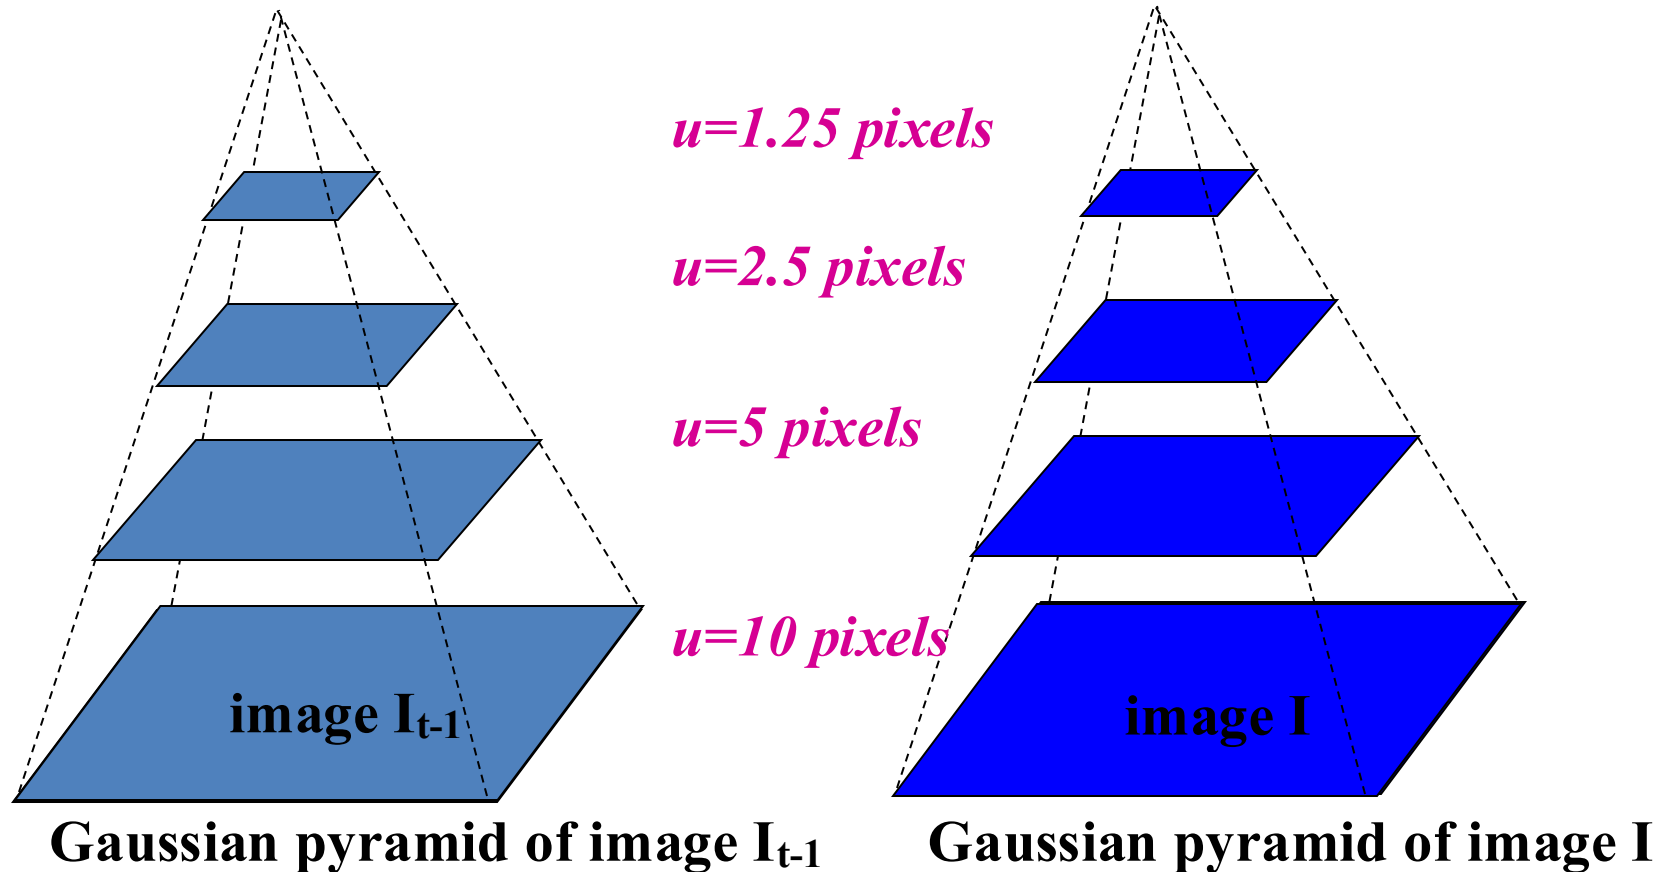 u=1.25 pixels
u=2.5 pixels
u=5 pixels
u=10 pixels
image Iₜ₋₁
image I
Gaussian pyramid of image Iₜ₋₁
Gaussian pyramid of image I